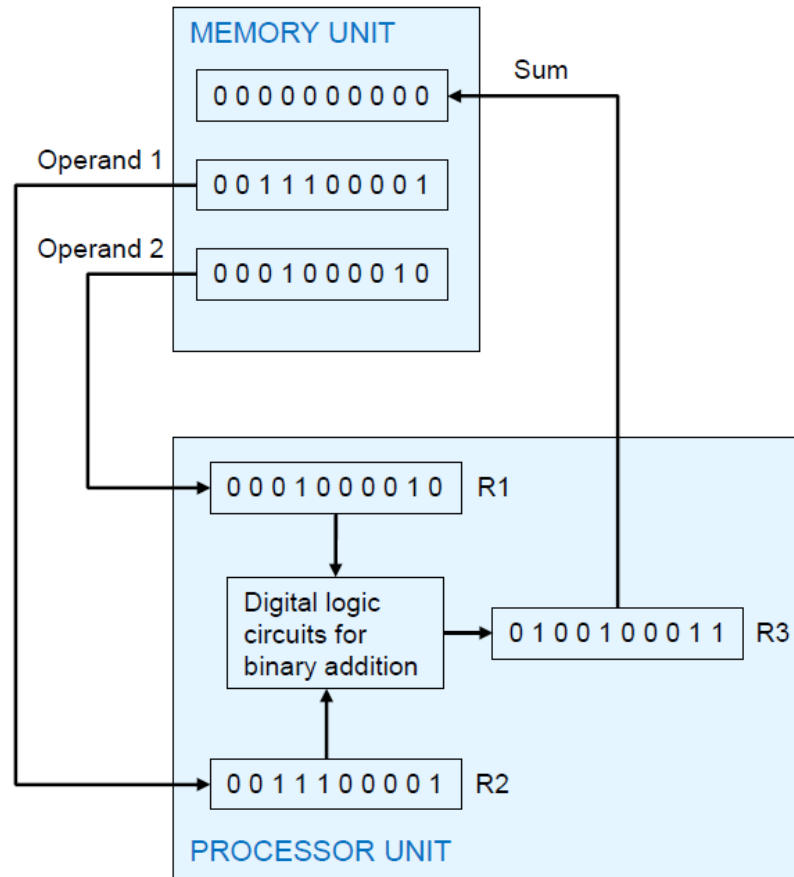 MEMORY UNIT
Sum
0 0 0 0 0 0 0 0 0 0
Operand 1
0 0 1 1 1 0 0 0 0 1
Operand 2
0 0 0 1 0 0 0 0 1 0
0 0 0 1 0 0 0 0 1 0 R1
Digital logic
circuits for
binary addition
0 1 0 0 1 0 0 0 1 1 R3
0 0 1 1 1 0 0 0 0 1 R2
PROCESSOR UNIT